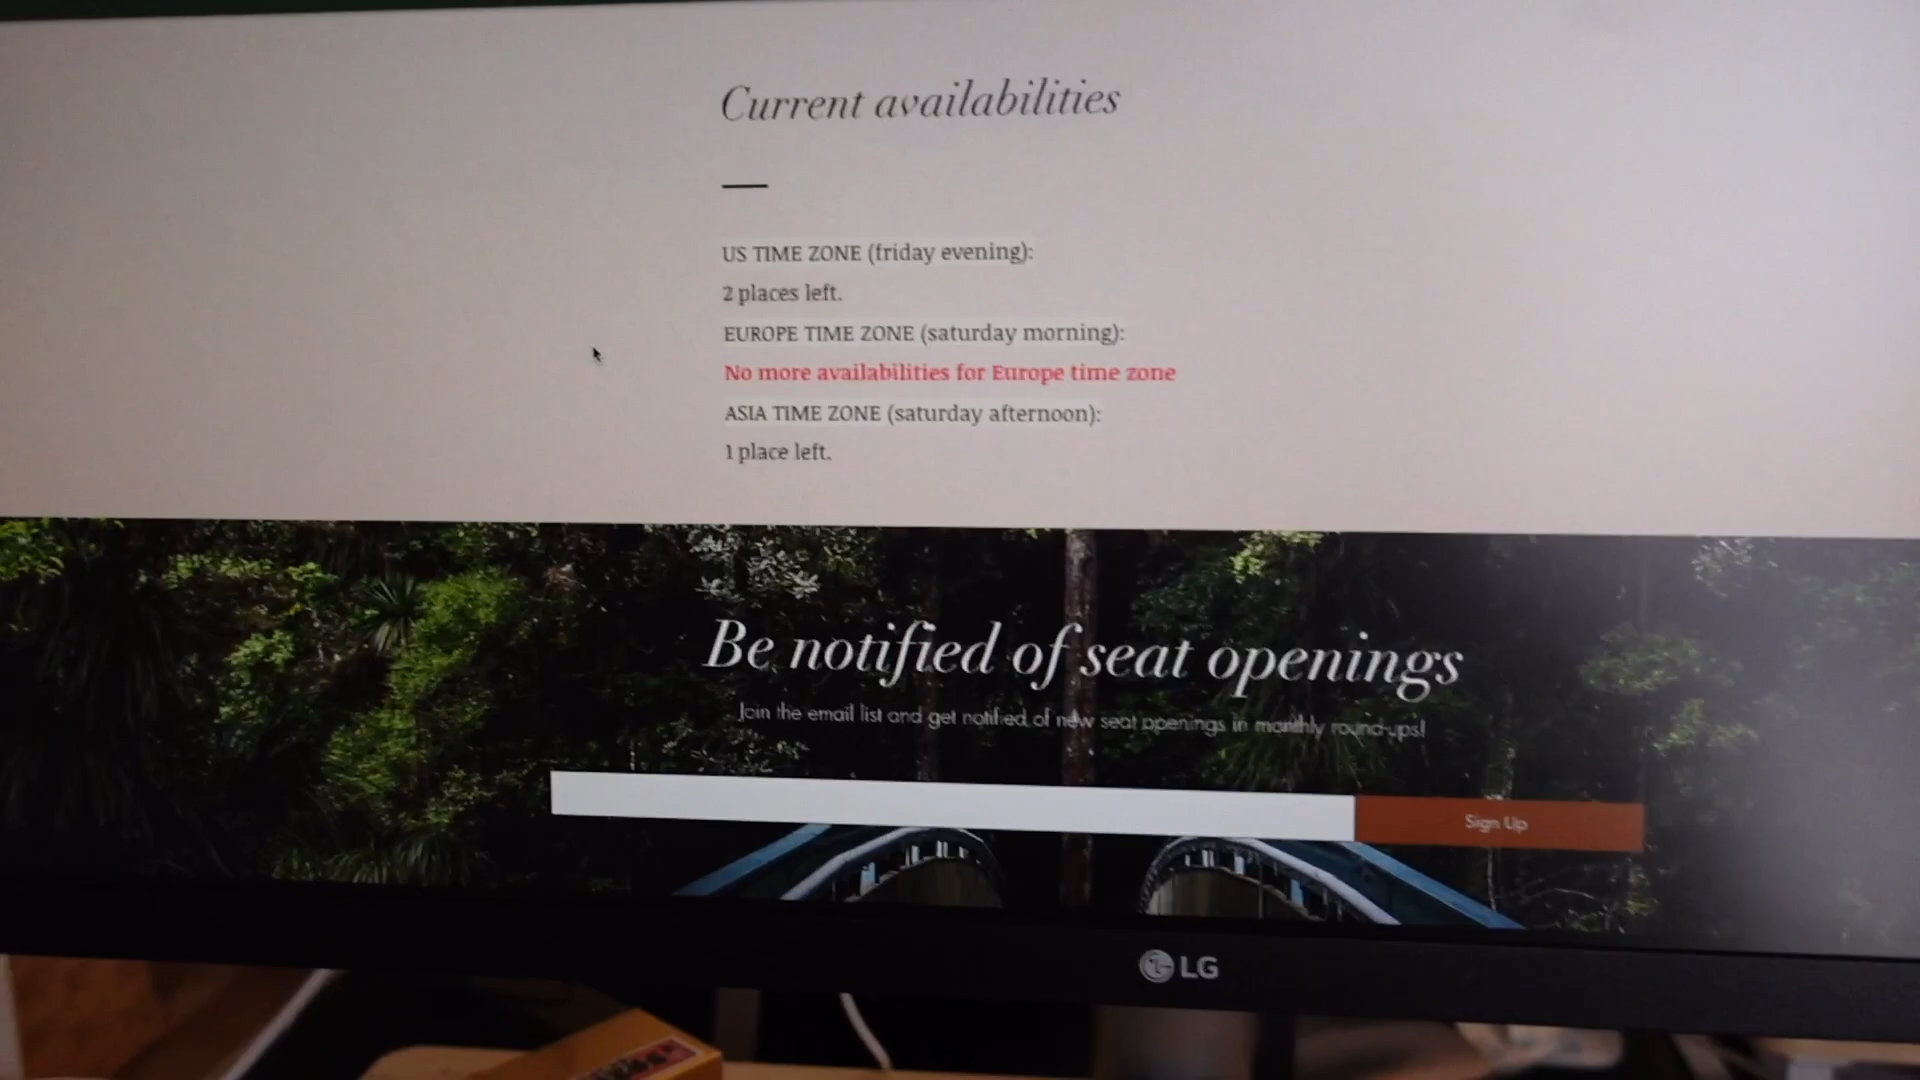 Current availabilities
US TIME ZONE (friday evening):
2 places left.
EUROPE TIME ZONE (saturday morning):
No more availabilities for Europe time zone
ASIA TIME ZONE (saturday afternoon):
1 place left.
Be notified of seat openings
Join the email list and get notified of new seat openings in monthly round-ups!
Sign Up
LG